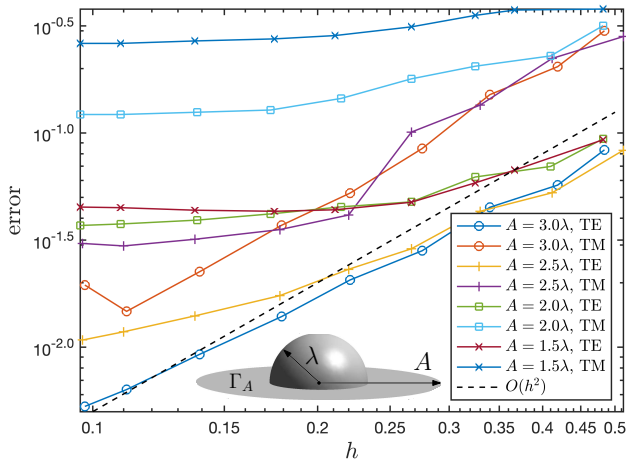 10^-0.5
10^-1.0
10^-1.5
10^-2.0
error
A = 3.0λ, TE
A = 3.0λ, TM
A = 2.5λ, TE
A = 2.5λ, TM
A = 2.0λ, TE
A = 2.0λ, TM
A = 1.5λ, TE
A = 1.5λ, TM
O(h²)
λ
A
Γ_A
0.1 0.15 0.2 0.25 0.3 0.35 0.4 0.45 0.5
h